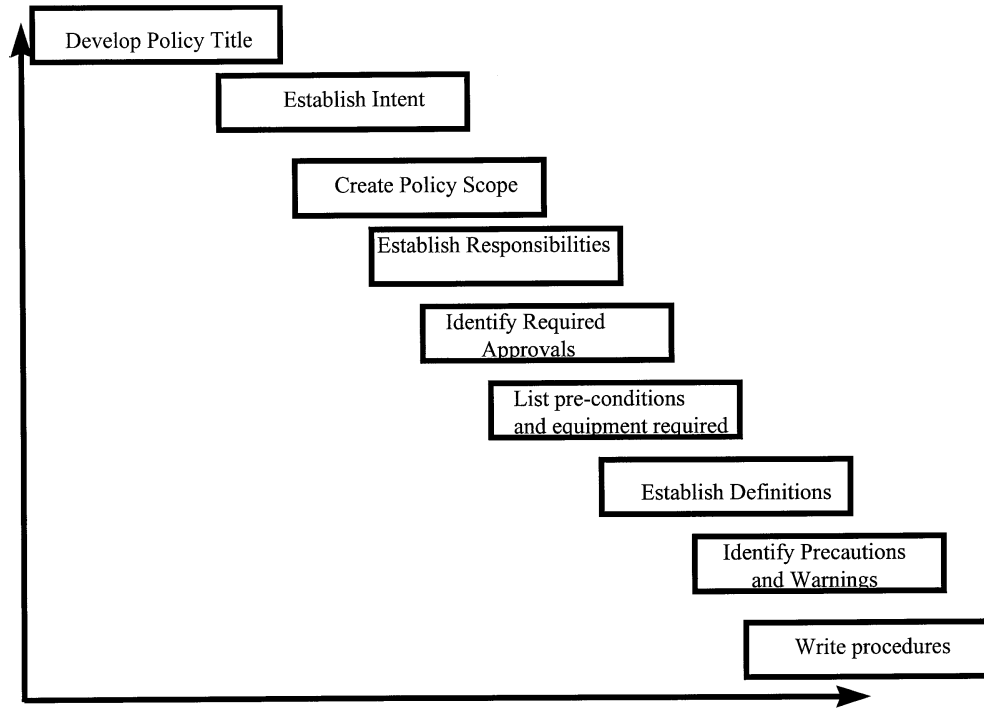 Develop Policy Title
Establish Intent
Create Policy Scope
Establish Responsibilities
Identify Required
Approvals
List pre-conditions
and equipment required
Establish Definitions
Identify Precautions
and Warnings
Write procedures